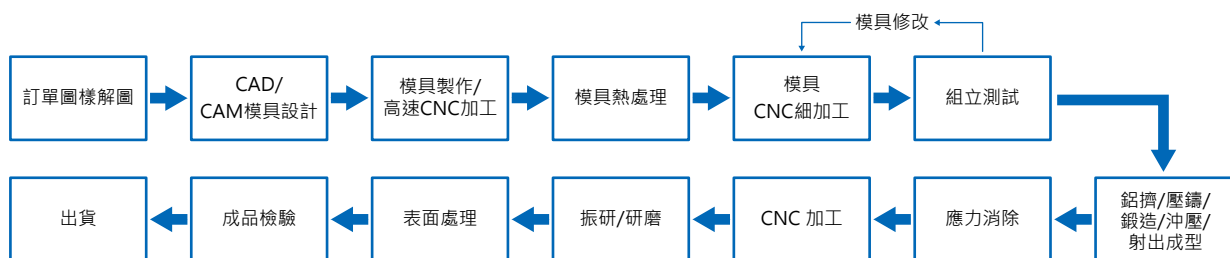 模具修改
訂單圖樣解圖
CAD/
CAM模具設計
模具製作/
高速CNC加工
模具熱處理
模具
CNC細加工
組立測試
出貨
成品檢驗
表面處理
振研/研磨
CNC 加工
應力消除
鋁擠/壓鑄/
鍛造/沖壓/
射出成型